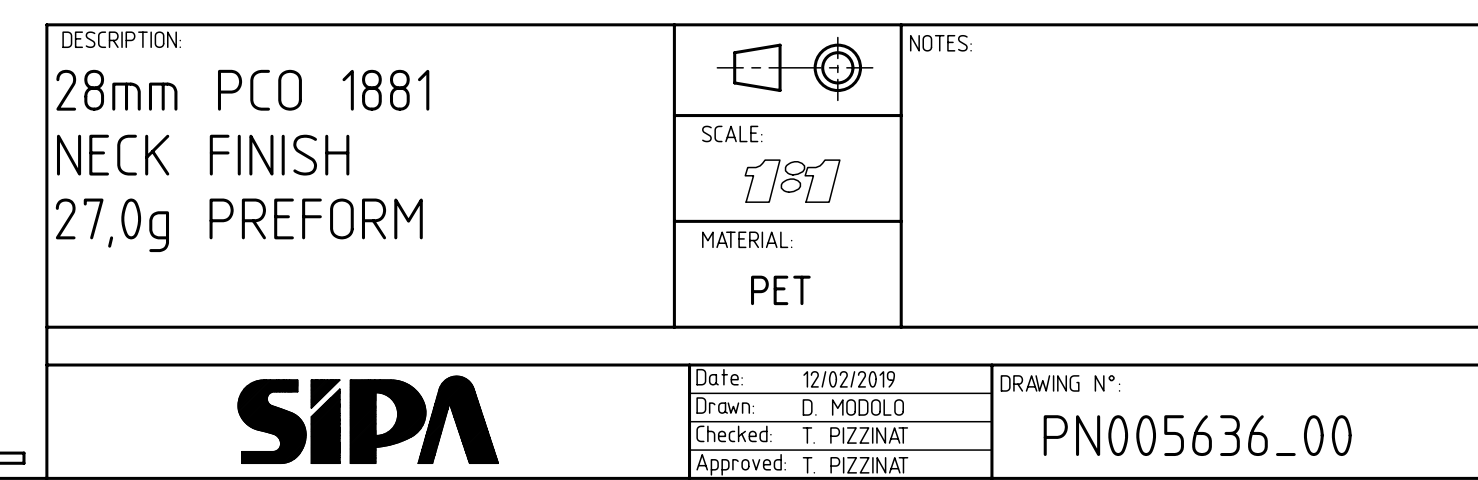 DESCRIPTION:
28mm PCO 1881
NECK FINISH
27,0g PREFORM
SCALE:
1:1
MATERIAL:
PET
NOTES:
SIPA
Date: 12/02/2019
Drawn: D. MODOLO
Checked: T. PIZZINAT
Approved: T. PIZZINAT
DRAWING N°:
PN005636_00